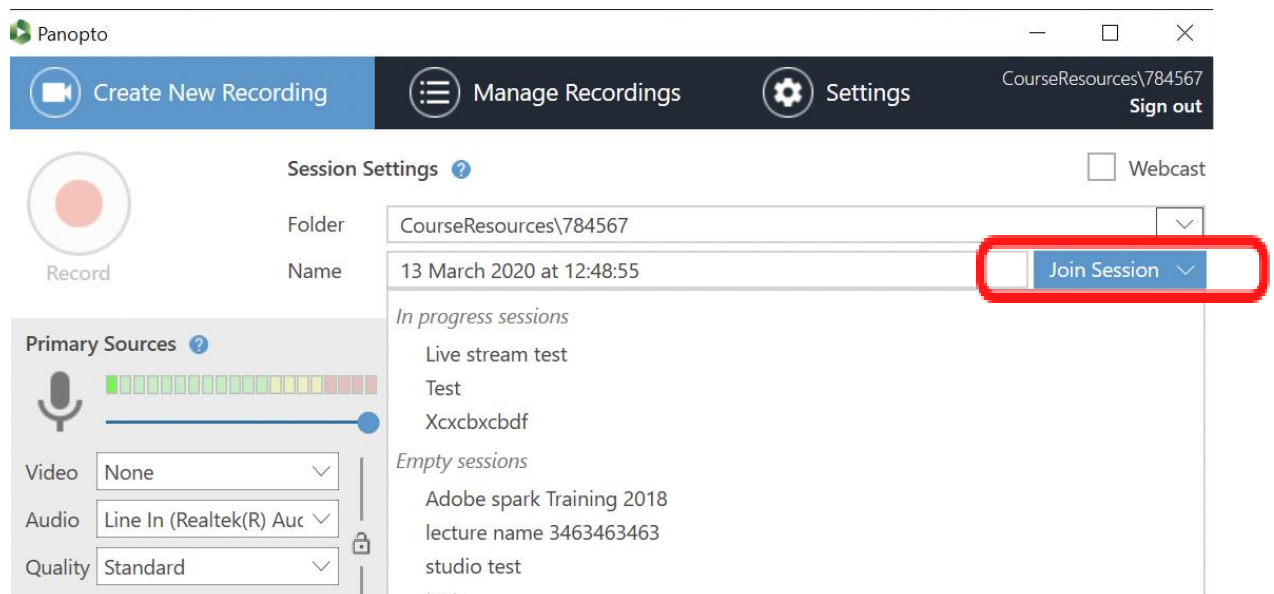 Panopto
Create New Recording Manage Recordings Settings CourseResources\784567
Sign out
Session Settings ? Webcast
Folder CourseResources\784567
Record Name 13 March 2020 at 12:48:55 Join Session
In progress sessions
Primary Sources ?
Live stream test
Test
Xcxcbxcbdf
Empty sessions
Video None
Adobe spark Training 2018
Audio Line In (Realtek(R) Auc
lecture name 3463463463
Quality Standard studio test